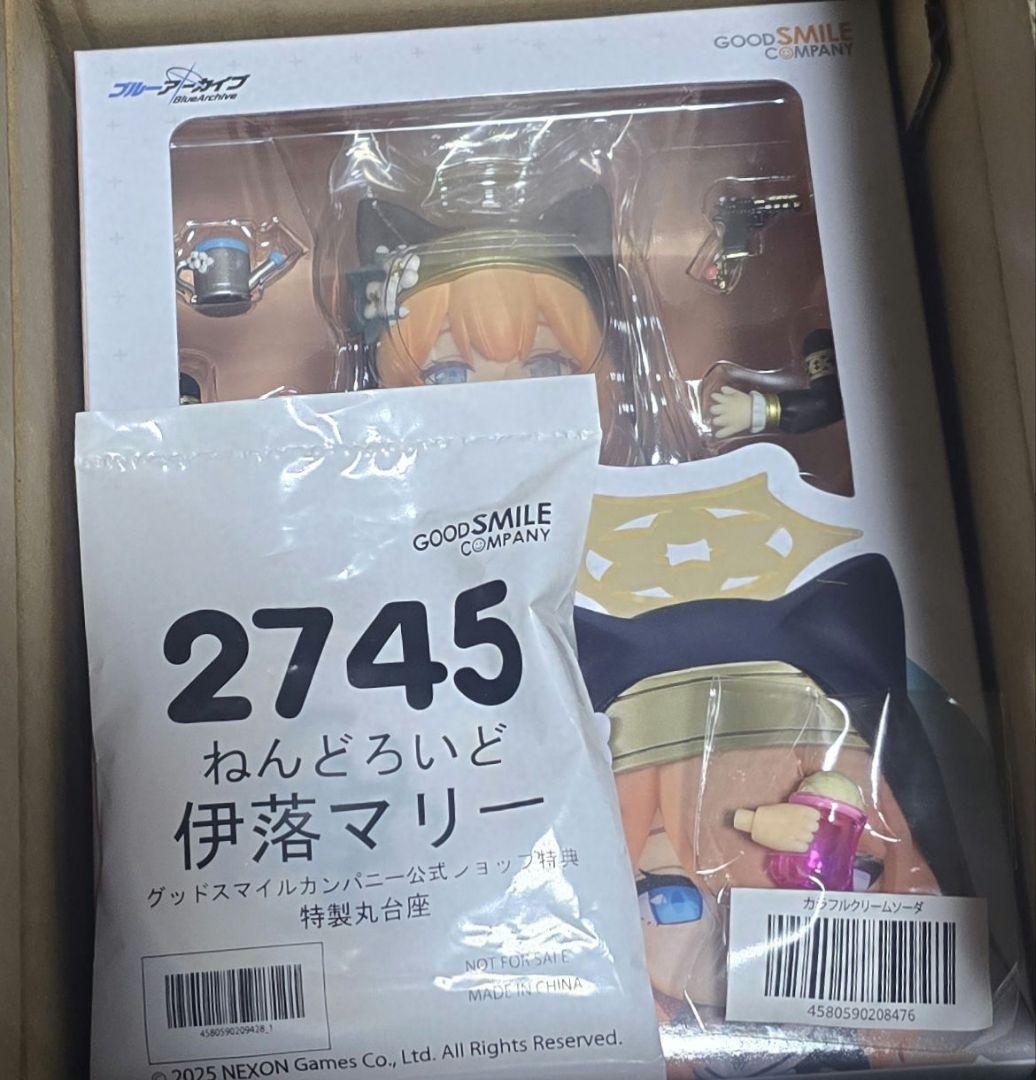 GOOD SMILE
COMPANY
ブルーアーカイブ
BlueArchive
GOOD SMILE
COMPANY
2745
ねんどろいど
伊落マリー
グッドスマイルカンパニー公式ショップ特典
特製丸台座
NOT FOR SALE
MADE IN CHINA
4580590209428_1
© 2025 NEXON Games Co., Ltd. All Rights Reserved.
カラフルクリームソーダ
4580590208476